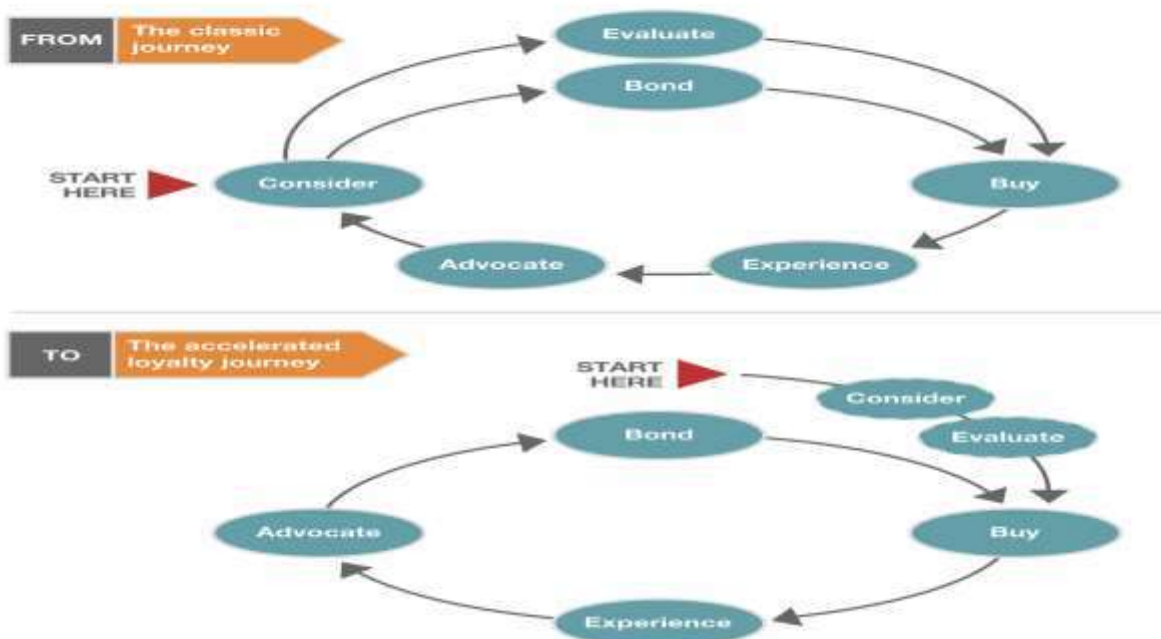 FROM
The classic
journey
Evaluate
Bond
START
HERE
Consider
Buy
Advocate
Experience
TO
The accelerated
loyalty journey
START
HERE
Consider
Bond
Evaluate
Advocate
Buy
Experience